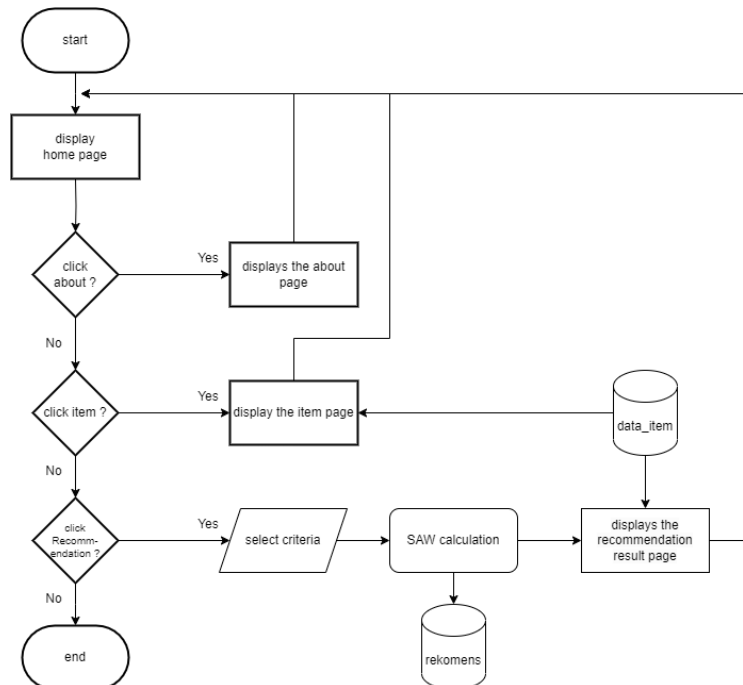 start
display
home page
click
about ?
Yes
displays the about
page
No
click item ?
Yes
display the item page
data_item
No
click
Recomm-
endation ?
Yes
select criteria
SAW calculation
displays the
recommendation
result page
No
end
rekomens